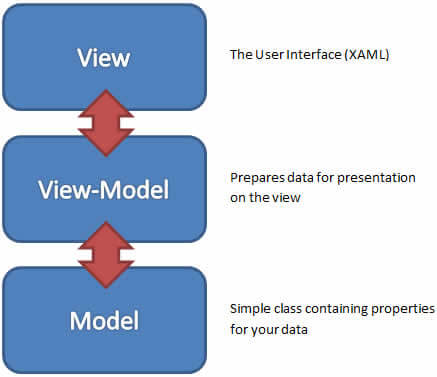 View
The User Interface (XAML)
View-Model
Prepares data for presentation
on the view
Model
Simple class containing properties
for your data